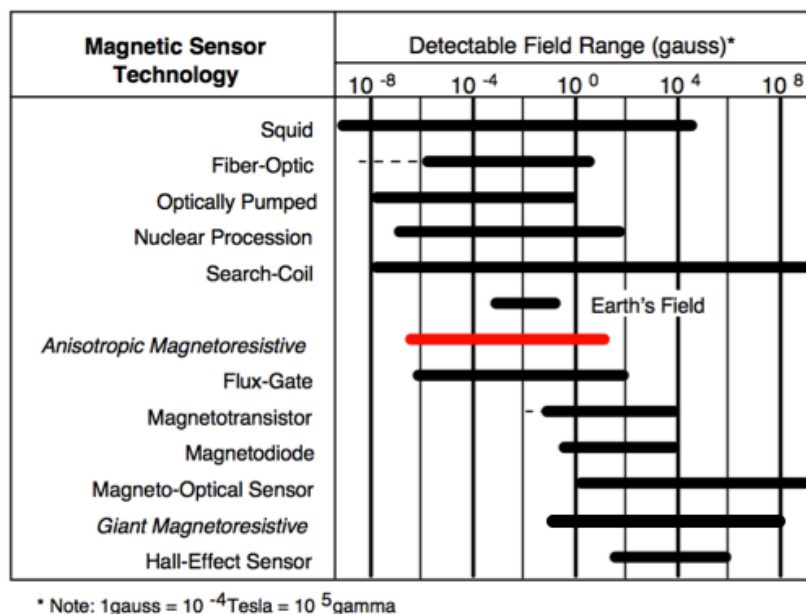 Magnetic Sensor
Technology
Detectable Field Range (gauss)*
10 -8 10 -4 10 0 10 4 10 8
Squid
Fiber-Optic
Optically Pumped
Nuclear Procession
Search-Coil
Earth's Field
Anisotropic Magnetoresistive
Flux-Gate
Magnetotransistor
Magnetodiode
Magneto-Optical Sensor
Giant Magnetoresistive
Hall-Effect Sensor
* Note: 1gauss = 10 -4Tesla = 10 5gamma